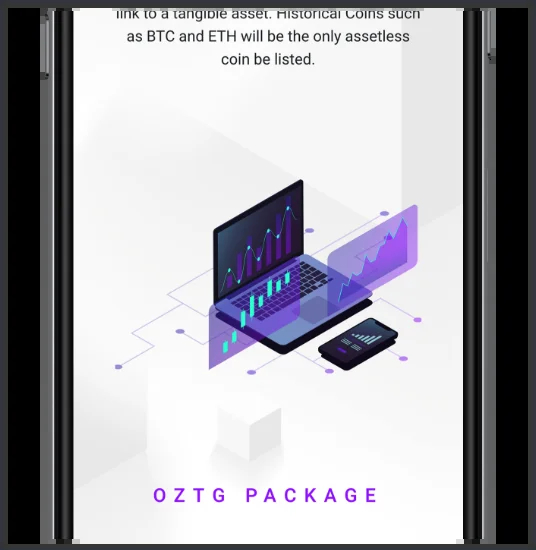 link to a tangible asset. Historical Coins such
as BTC and ETH will be the only assetless
coin be listed.
OZTG PACKAGE